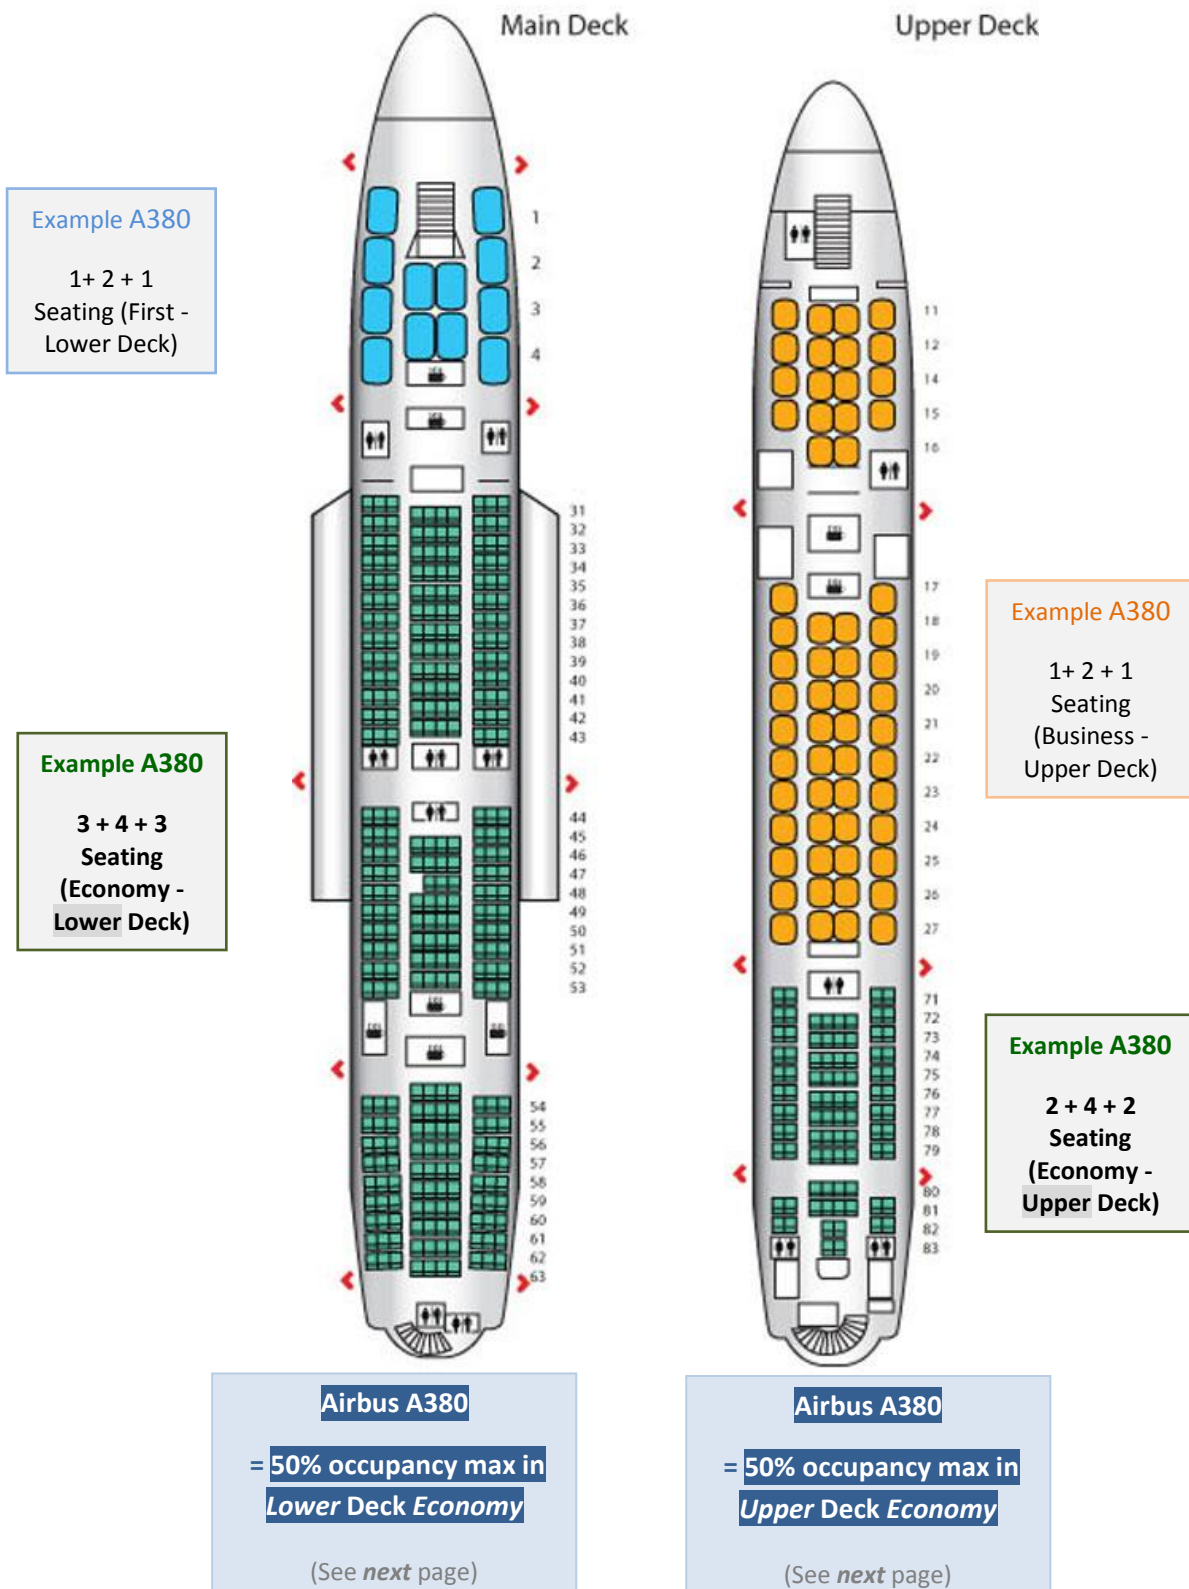 Main Deck
Upper Deck
Example A380
1+ 2 + 1
Seating (First -
Lower Deck)
1
2
3
4
31
32
33
34
35
36
37
38
39
40
41
42
43
Example A380
3 + 4 + 3
Seating
(Economy -
Lower Deck)
44
45
46
47
48
49
50
51
52
53
54
55
56
57
58
59
60
61
62
63
11
12
14
15
16
17
18
19
20
21
22
23
24
25
26
27
Example A380
1+ 2 + 1
Seating
(Business -
Upper Deck)
71
72
73
74
75
76
77
78
79
80
81
82
83
Example A380
2 + 4 + 2
Seating
(Economy -
Upper Deck)
Airbus A380
= 50% occupancy max in
Lower Deck Economy
(See next page)
Airbus A380
= 50% occupancy max in
Upper Deck Economy
(See next page)